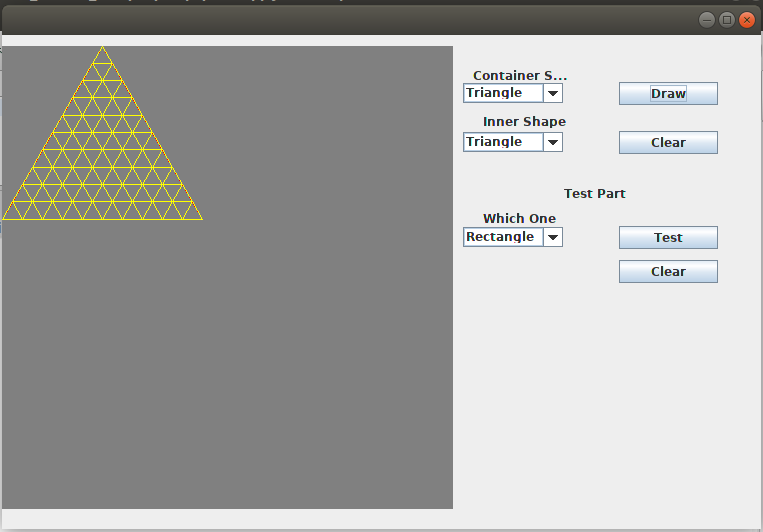 Container S...
Triangle
Draw
Inner Shape
Triangle
Clear
Test Part
Which One
Rectangle
Test
Clear